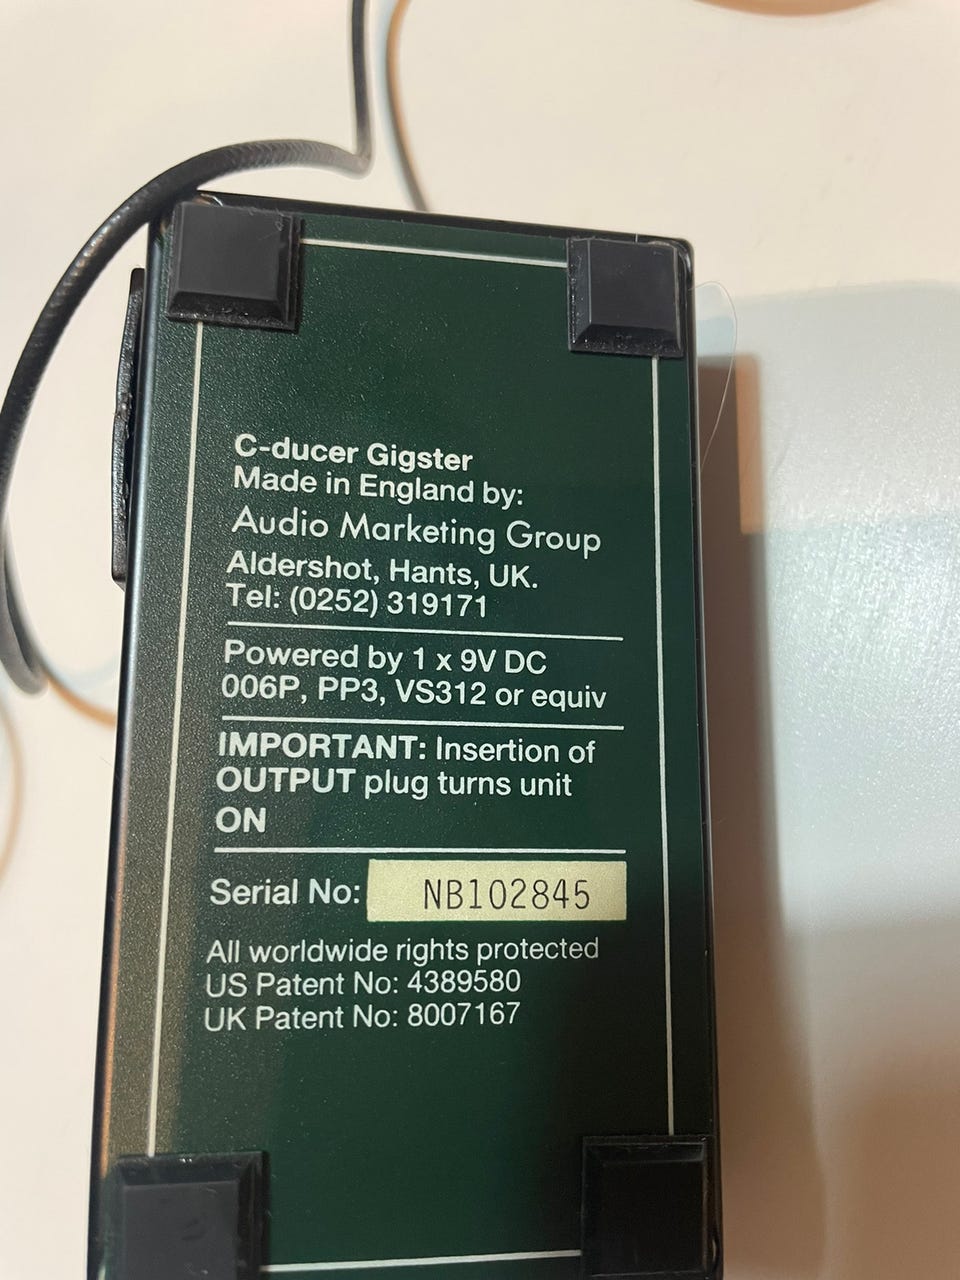 C-ducer Gigster
Made in England by:
Audio Marketing Group
Aldershot, Hants, UK.
Tel: (0252) 319171
Powered by 1 x 9V DC
006P, PP3, VS312 or equiv
IMPORTANT: Insertion of
OUTPUT plug turns unit
ON
Serial No: NB102845
All worldwide rights protected
US Patent No: 4389580
UK Patent No: 8007167